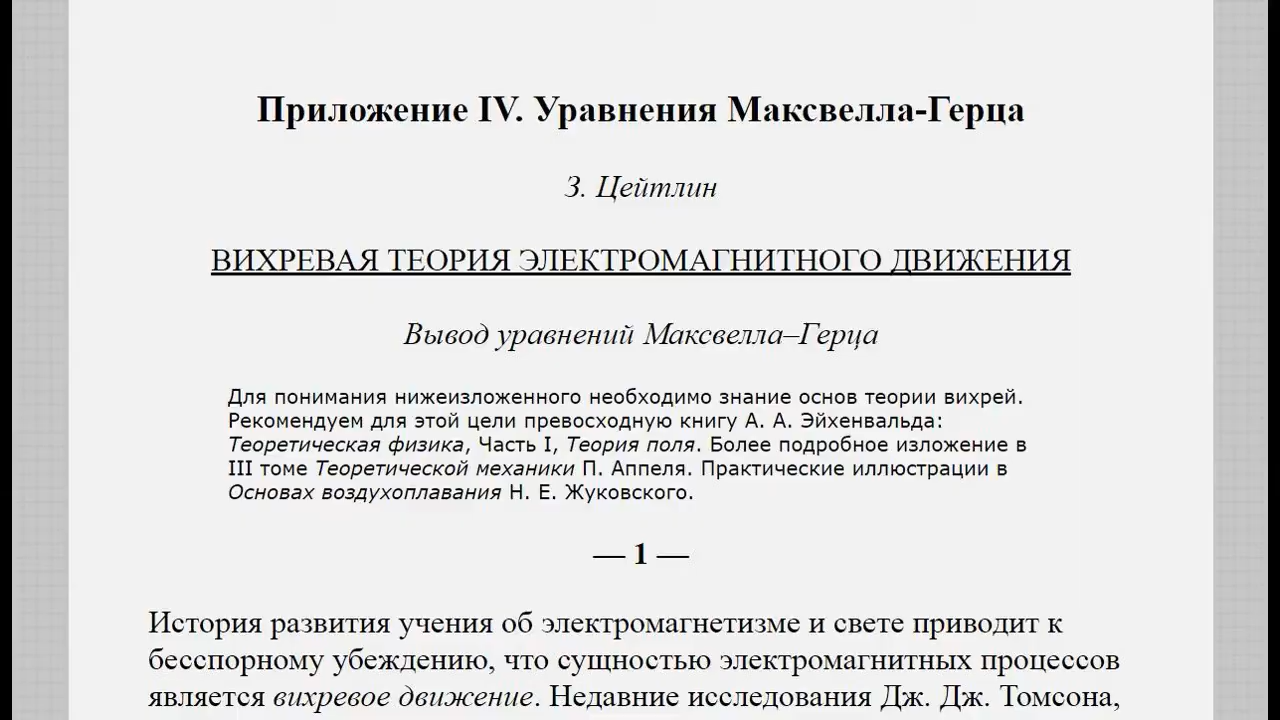 Приложение IV. Уравнения Максвелла-Герца
З. Цейтлин
ВИХРЕВАЯ ТЕОРИЯ ЭЛЕКТРОМАГНИТНОГО ДВИЖЕНИЯ
Вывод уравнений Максвелла–Герца
Для понимания нижеизложенного необходимо знание основ теории вихрей.
Рекомендуем для этой цели превосходную книгу А. А. Эйхенвальда:
Теоретическая физика, Часть I, Теория поля. Более подробное изложение в
III томе Теоретической механики П. Аппеля. Практические иллюстрации в
Основах воздухоплавания Н. Е. Жуковского.
— 1 —
История развития учения об электромагнетизме и свете приводит к
бесспорному убеждению, что сущностью электромагнитных процессов
является вихревое движение. Недавние исследования Дж. Дж. Томсона,